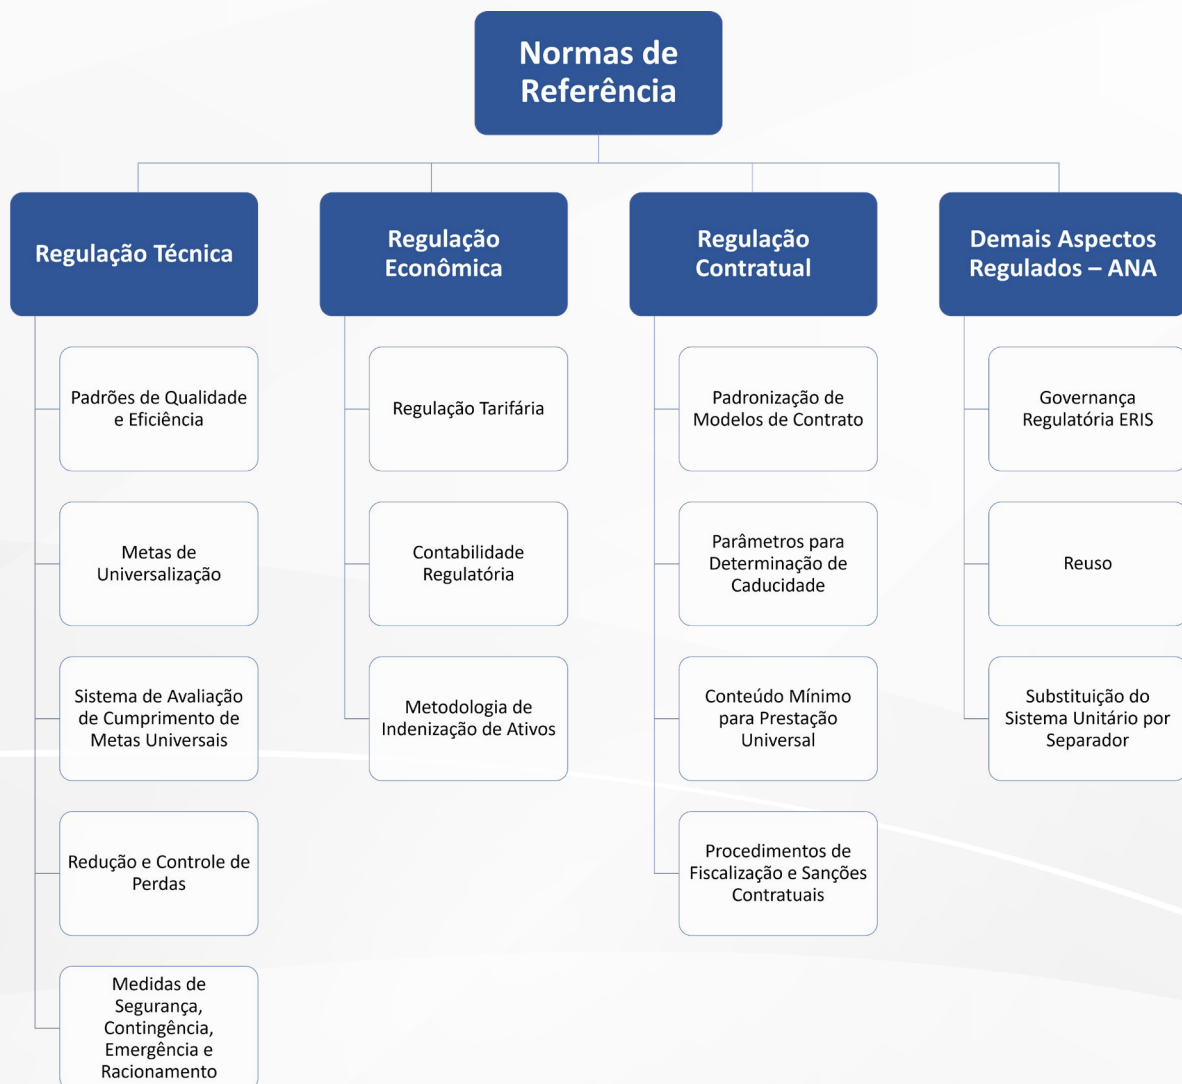 Normas de
Referência
Regulação Técnica
Padrões de Qualidade
e Eficiência
Metas de
Universalização
Sistema de Avaliação
de Cumprimento de
Metas Universais
Redução e Controle de
Perdas
Medidas de
Segurança,
Contingência,
Emergência e
Racionamento
Regulação
Econômica
Regulação Tarifária
Contabilidade
Regulatória
Metodologia de
Indenização de Ativos
Regulação
Contratual
Padronização de
Modelos de Contrato
Parâmetros para
Determinação de
Caducidade
Conteúdo Mínimo
para Prestação
Universal
Procedimentos de
Fiscalização e Sanções
Contratuais
Demais Aspectos
Regulados – ANA
Governança
Regulatória ERIS
Reuso
Substituição do
Sistema Unitário por
Separador